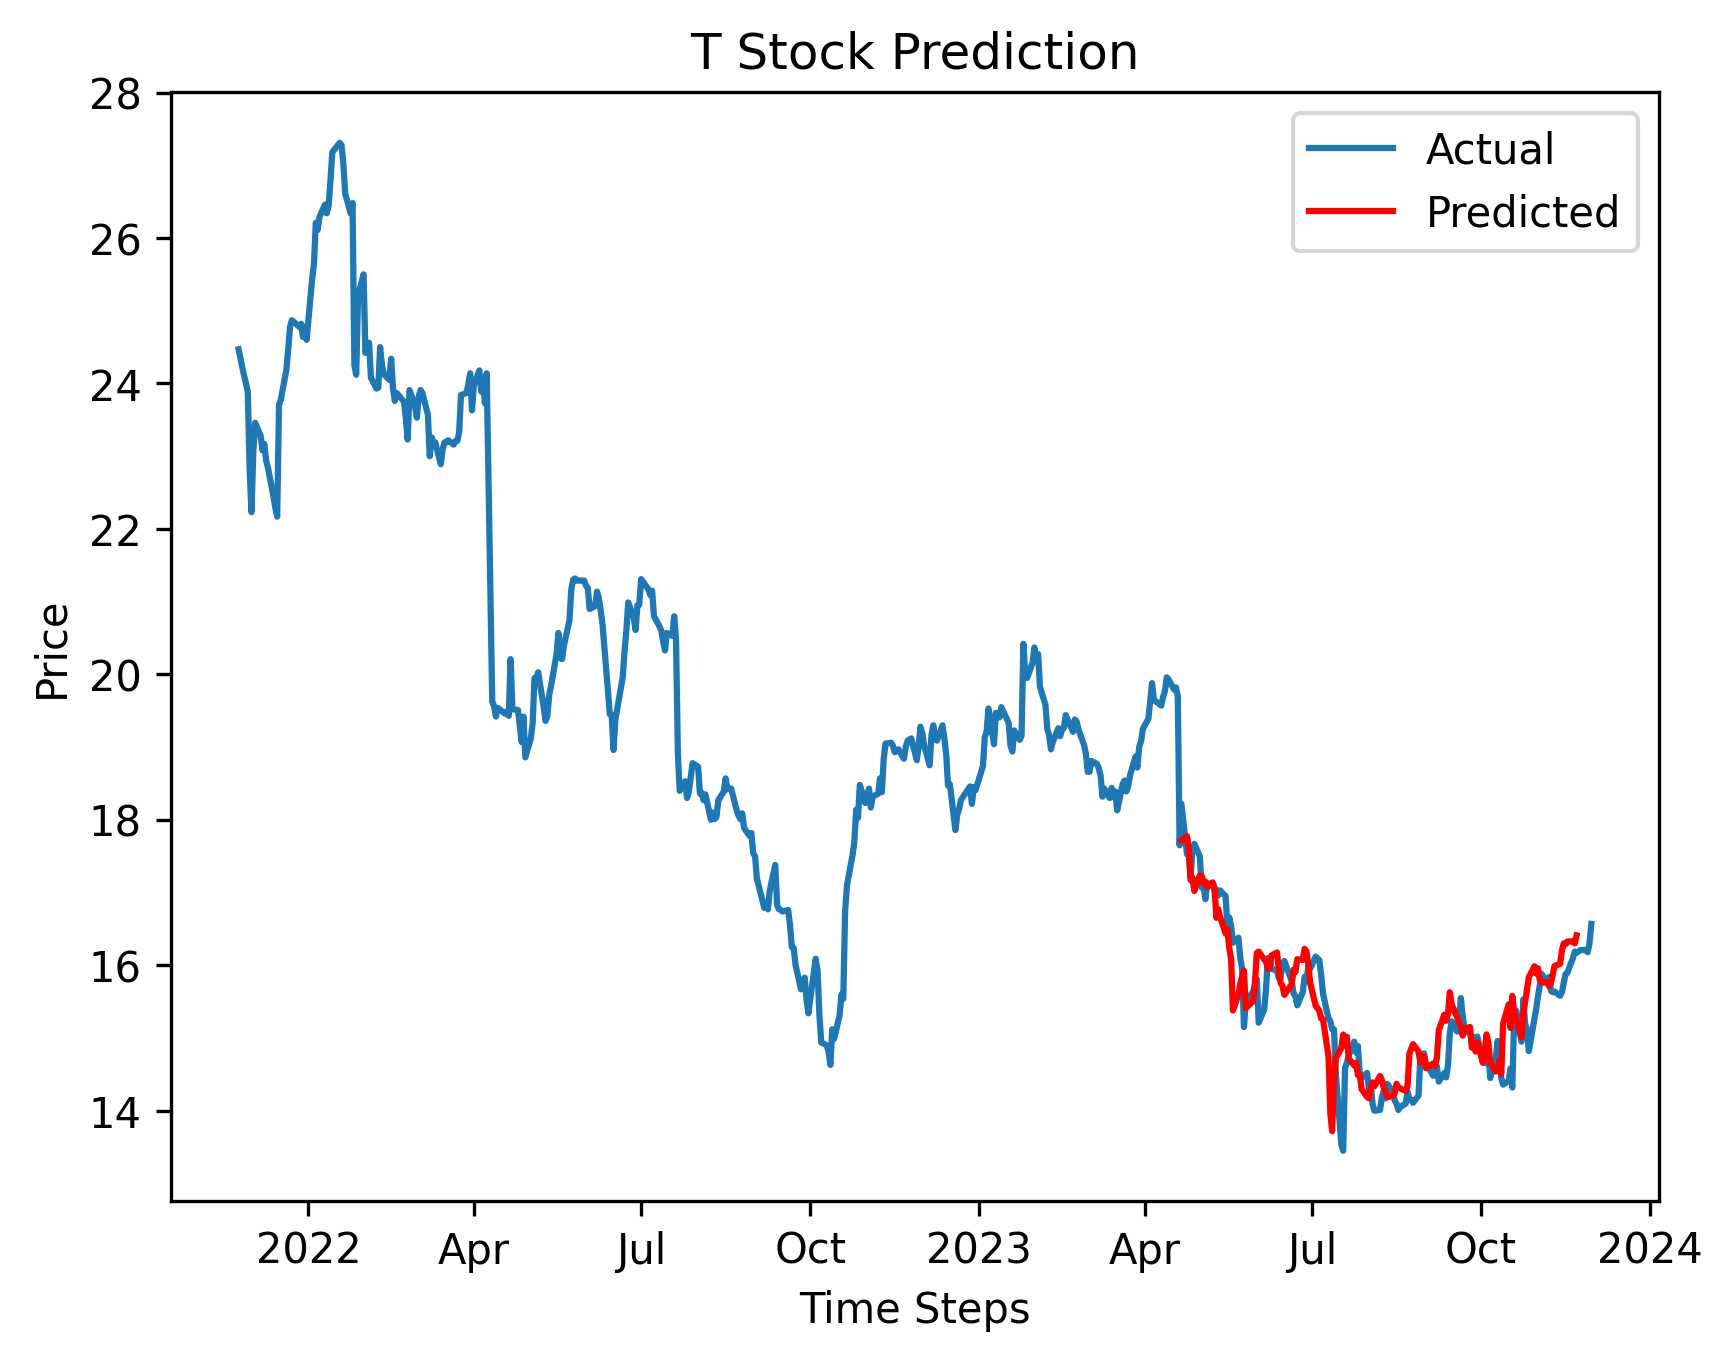 T Stock Prediction
Actual
Predicted
28
26
24
22
20
18
16
14
Price
2022 Apr Jul Oct 2023 Apr Jul Oct 2024
Time Steps